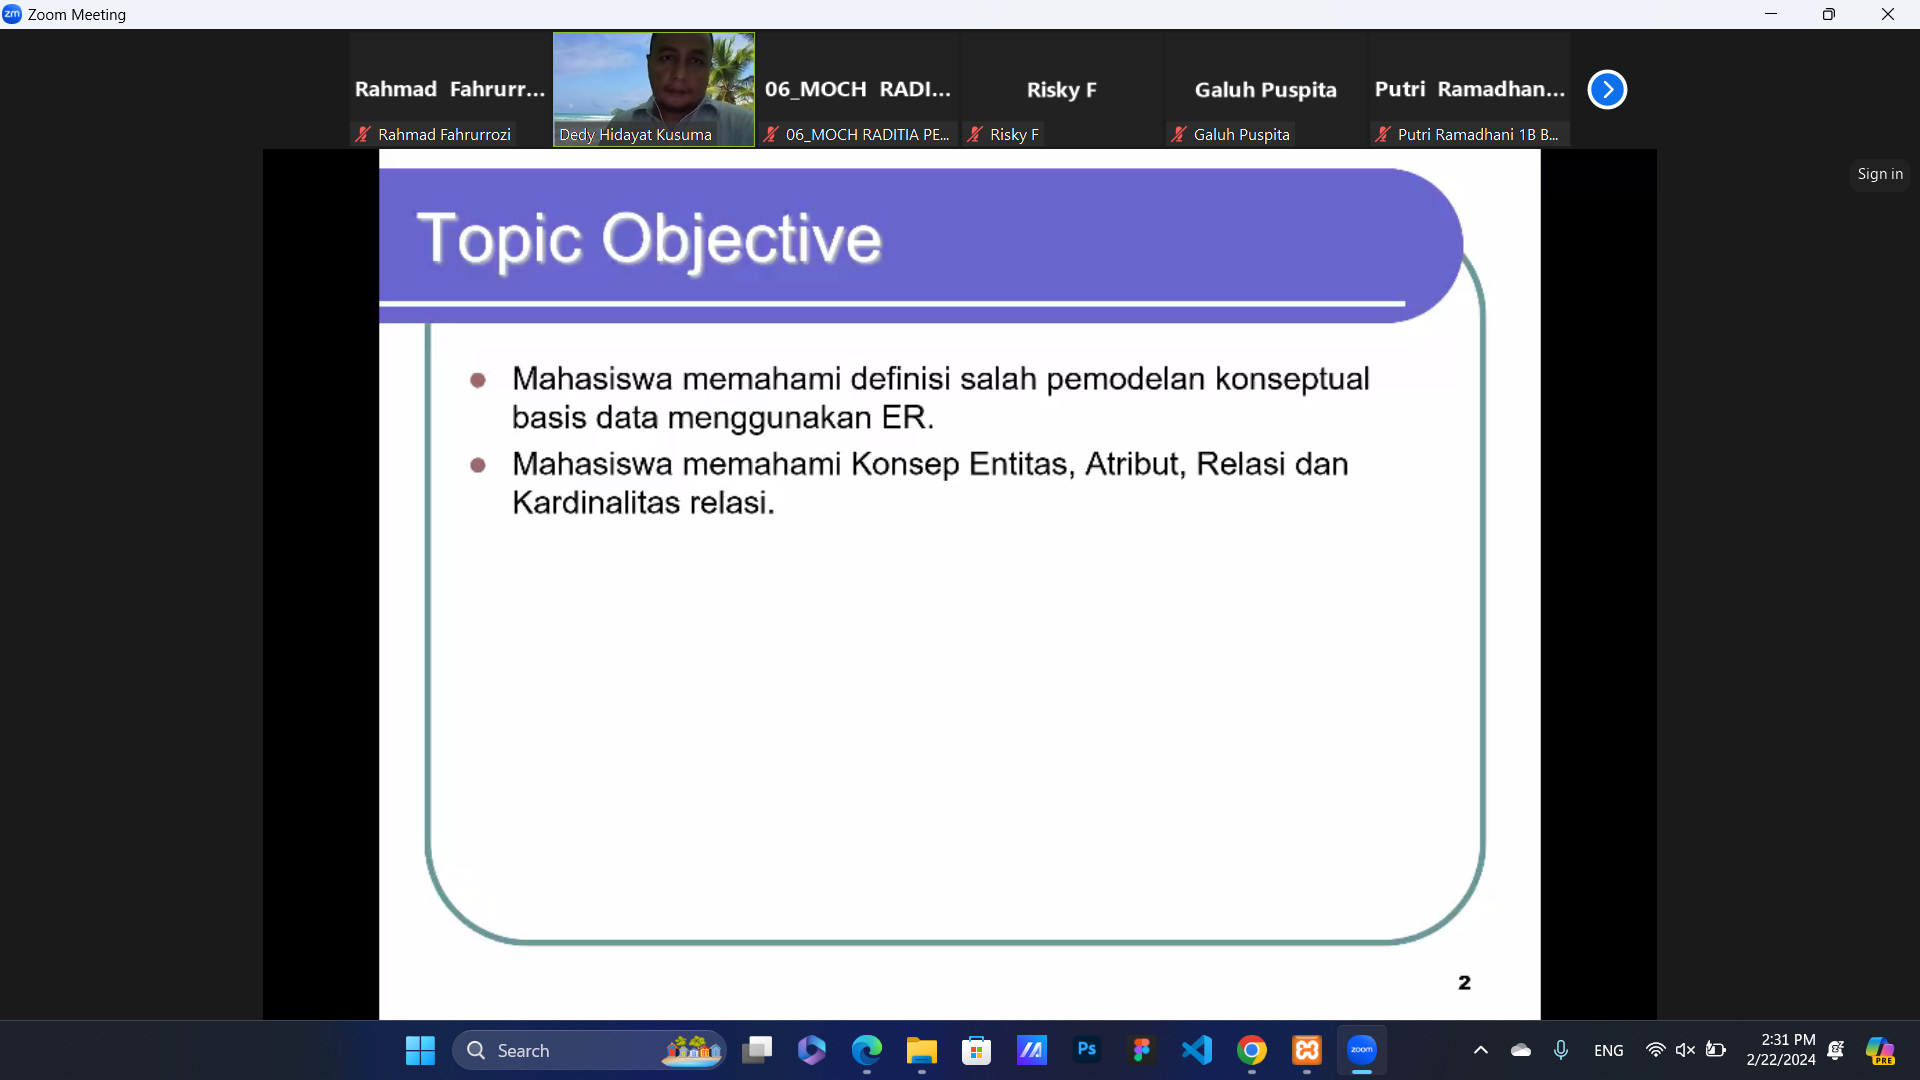 Zoom Meeting
Rahmad Fahrurr...
06_MOCH RADI...
Risky F
Galuh Puspita
Putri Ramadhan...
Rahmad Fahrurrozi
Dedy Hidayat Kusuma
06_MOCH RADITIA PE...
Risky F
Galuh Puspita
Putri Ramadhani 1B B...
Sign in
Topic Objective
Mahasiswa memahami definisi salah pemodelan konseptual
basis data menggunakan ER.
Mahasiswa memahami Konsep Entitas, Atribut, Relasi dan
Kardinalitas relasi.
2
Search
Ps
zoom
ENG
2:31 PM
2/22/2024
PRE